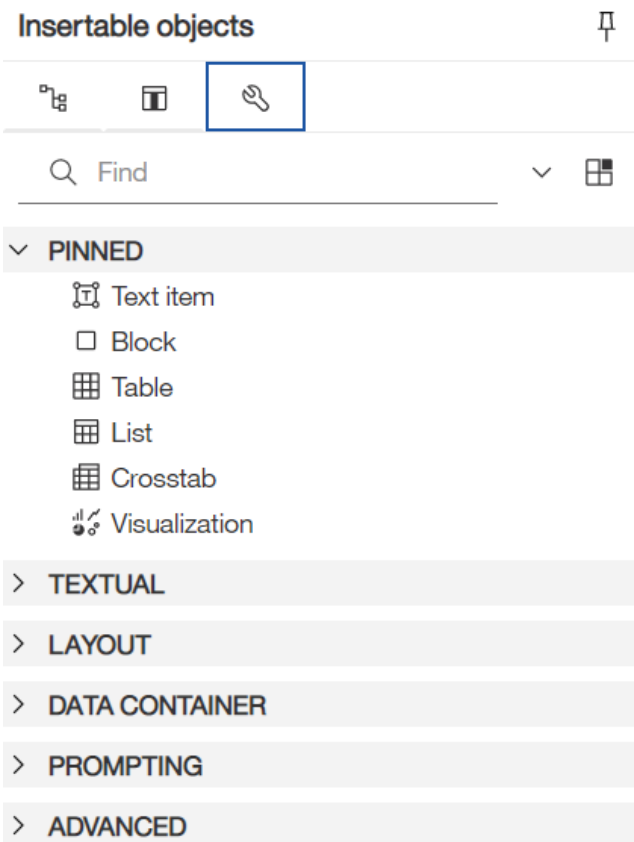 Insertable objects
Find
PINNED
Text item
Block
Table
List
Crosstab
Visualization
TEXTUAL
LAYOUT
DATA CONTAINER
PROMPTING
ADVANCED